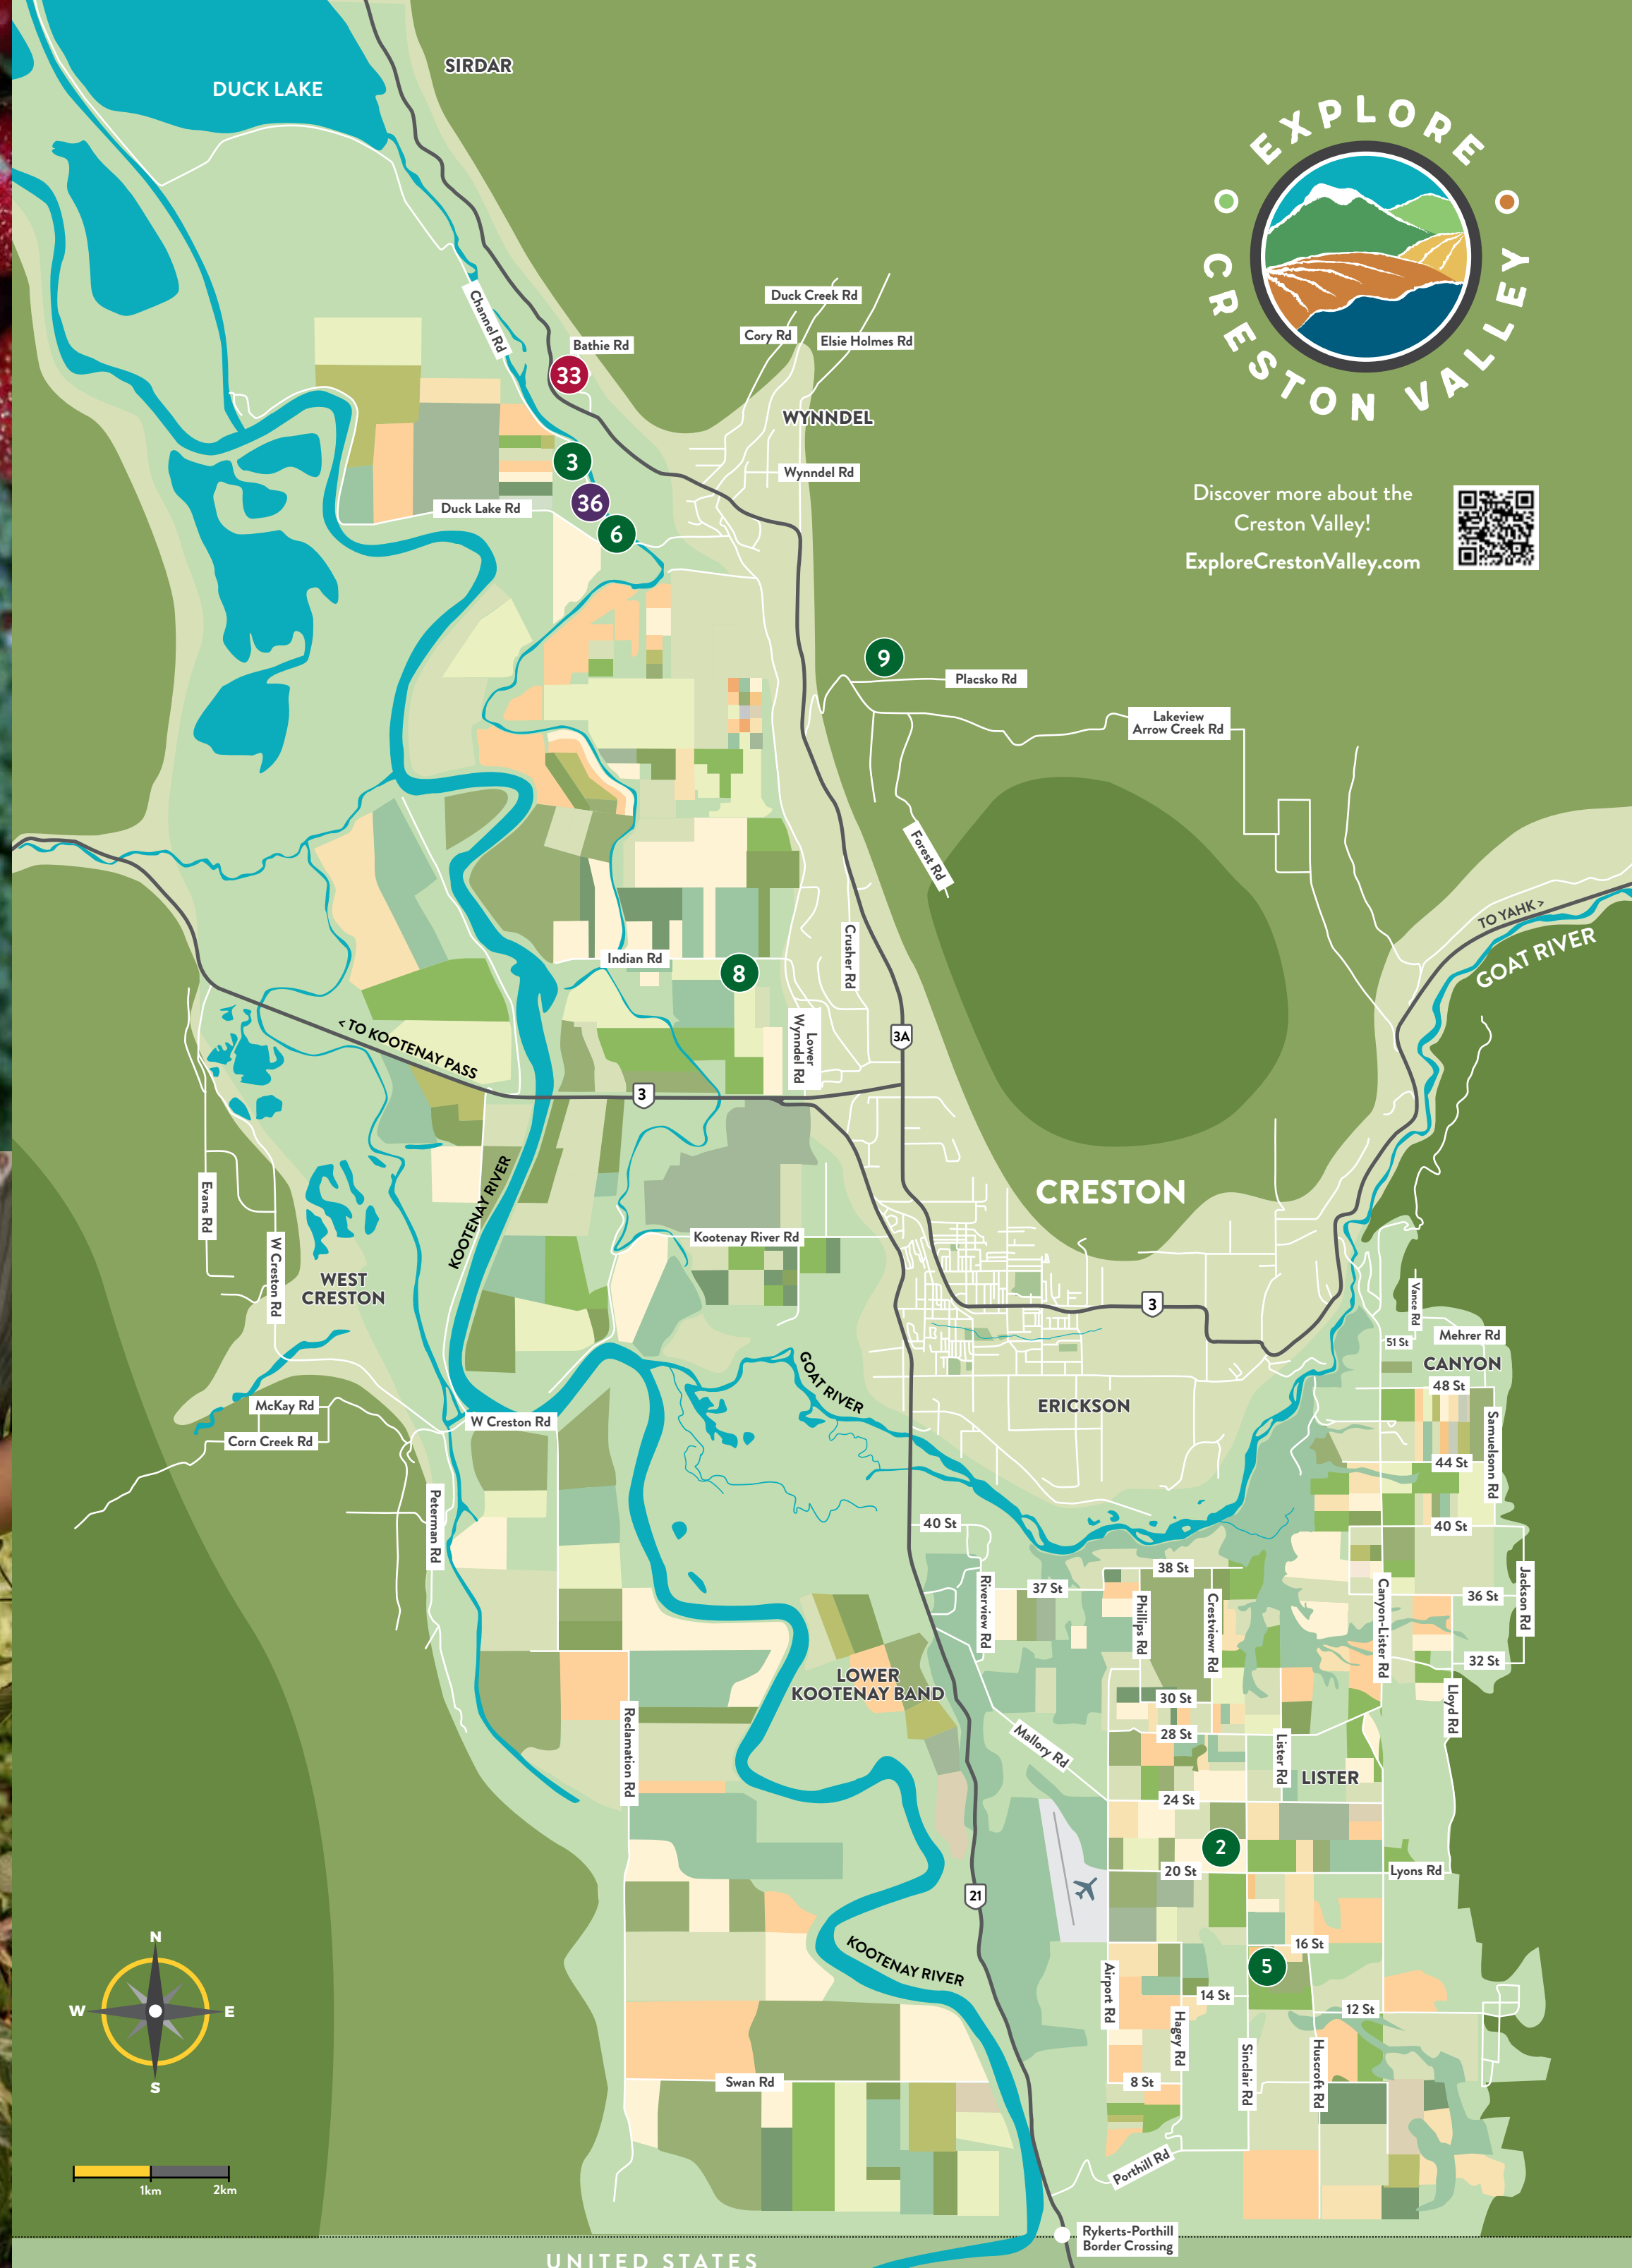 SIRDAR
DUCK LAKE
EXPLORE
CRESTON VALLEY
Discover more about the
Creston Valley!
ExploreCrestonValley.com
Duck Creek Rd
Cory Rd
Elsie Holmes Rd
Channel Rd
Bathie Rd
33
WYNNDEL
3
Wynndel Rd
36
Duck Lake Rd
6
9
Placsko Rd
Lakeview
Arrow Creek Rd
Forest Rd
TO YAHK >
GOAT RIVER
Crusher Rd
Indian Rd
8
Lower
Wynndel Rd
3A
< TO KOOTENAY PASS
3
KOOTENAY RIVER
Evans Rd
W Creston Rd
WEST
CRESTON
Kootenay River Rd
CRESTON
3
Vance Rd
51 St
Mehrer Rd
CANYON
48 St
GOAT RIVER
ERICKSON
McKay Rd
Corn Creek Rd
W Creston Rd
Samuelsonn Rd
44 St
Peterman Rd
40 St
40 St
38 St
37 St
Riverview Rd
Phillips Rd
Crestviewr Rd
Canyon-Lister Rd
36 St
Jackson Rd
32 St
LOWER
KOOTENAY BAND
30 St
Lloyd Rd
28 St
Mallory Rd
Lister Rd
Reclamation Rd
LISTER
24 St
2
20 St
Lyons Rd
21
16 St
5
KOOTENAY RIVER
Airport Rd
14 St
12 St
Hagey Rd
Sinclair Rd
Huscroft Rd
8 St
Swan Rd
Porthill Rd
N
W
E
S
1km
2km
Rykerts-Porthill
Border Crossing
UNITED STATES